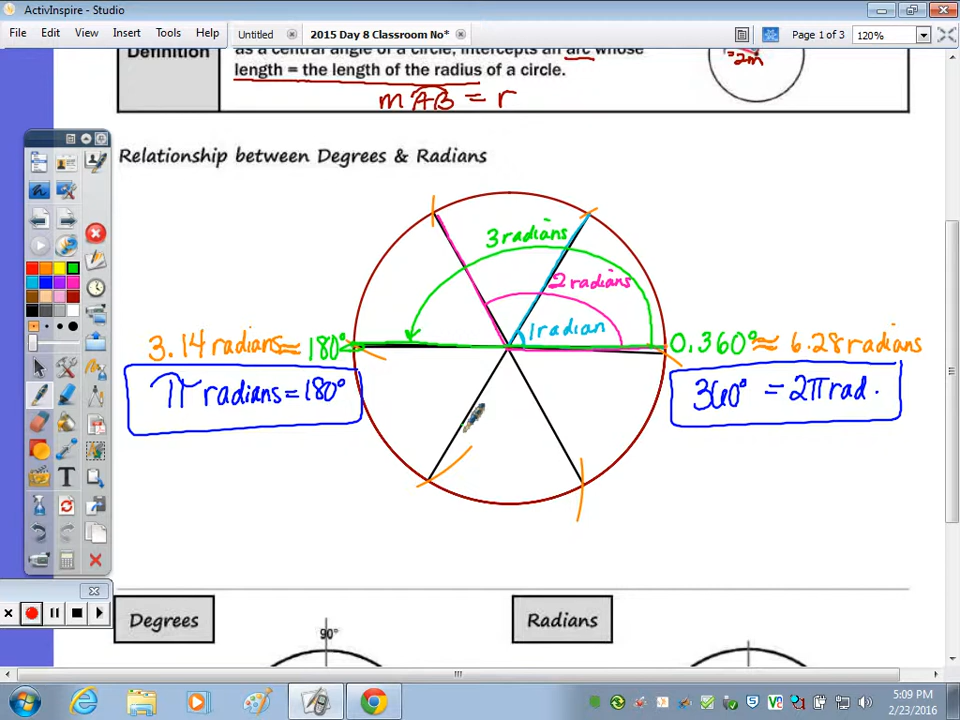 ActivInspire - Studio
File Edit View Insert Tools Help Untitled 2015 Day 8 Classroom No* Page 1 of 3 120%
Definition
as a central angle of a circle, intercepts an arc whose
length = the length of the radius of a circle.
= 2m
m AB = r
Relationship between Degrees & Radians
3 radians
2 radians
1 radian
3.14 radians ≈ 180°
0,360° ≈ 6.28 radians
π radians = 180°
360° = 2π rad.
Degrees
Radians
90°
5:09 PM
2/23/2016